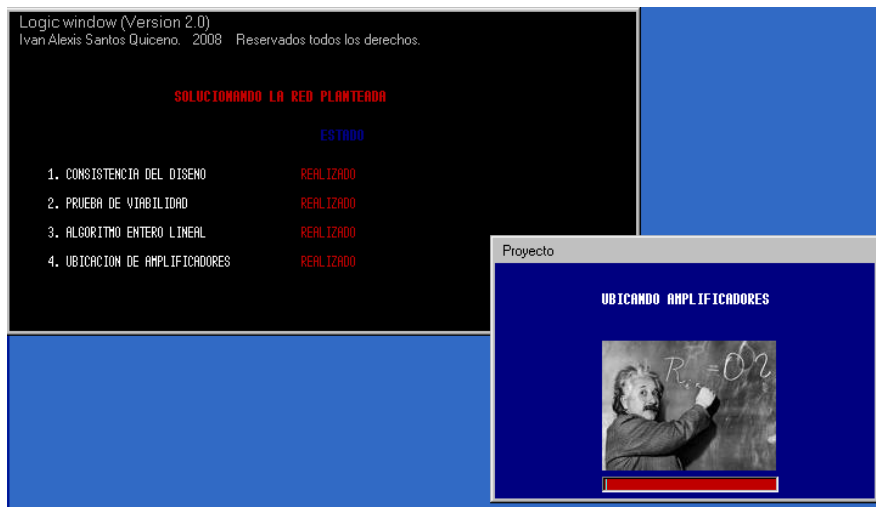 Logic window (Version 2.0)
Ivan Alexis Santos Quiceno. 2008 Reservados todos los derechos.
SOLUCIONANDO LA RED PLANTEADA
ESTADO
1. CONSISTENCIA DEL DISENO REALIZADO
2. PRUEBA DE VIABILIDAD REALIZADO
3. ALGORITMO ENTERO LINEAL REALIZADO
4. UBICACION DE AMPLIFICADORES REALIZADO
Proyecto
UBICANDO AMPLIFICADORES